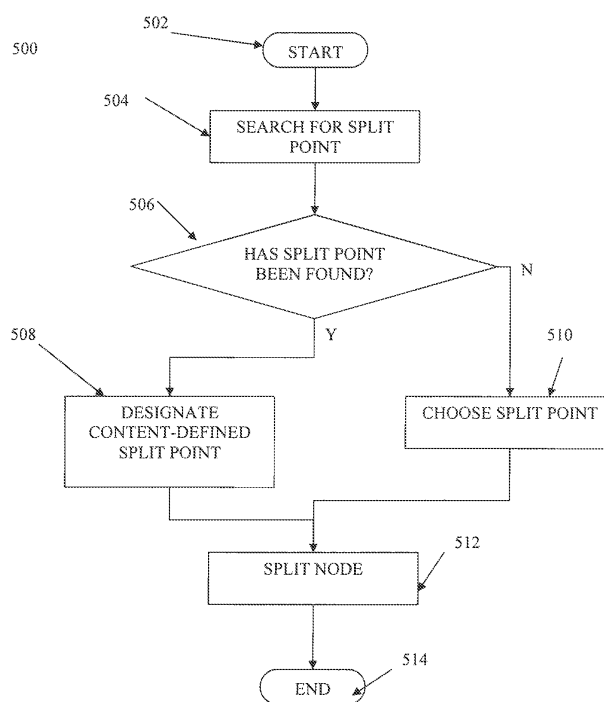 502
500
START
504
SEARCH FOR SPLIT
POINT
506
HAS SPLIT POINT
BEEN FOUND?
N
Y
508
510
DESIGNATE
CONTENT-DEFINED
SPLIT POINT
CHOOSE SPLIT POINT
512
SPLIT NODE
514
END